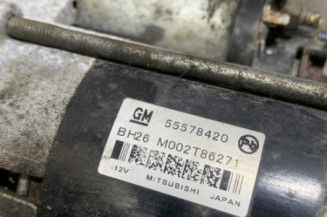 GM 55578420
BH26 M002T86271
12V MITSUBISHI JAPAN